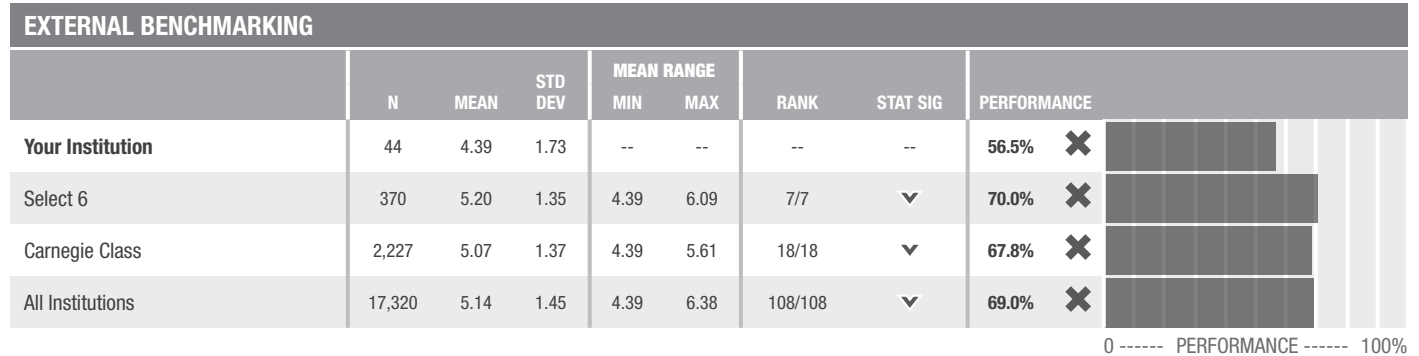 EXTERNAL BENCHMARKING
N MEAN STD DEV MEAN RANGE MIN MAX RANK STAT SIG PERFORMANCE
Your Institution 44 4.39 1.73 -- -- -- -- 56.5%
Select 6 370 5.20 1.35 4.39 6.09 7/7 70.0%
Carnegie Class 2,227 5.07 1.37 4.39 5.61 18/18 67.8%
All Institutions 17,320 5.14 1.45 4.39 6.38 108/108 69.0%
0 ------ PERFORMANCE ------ 100%